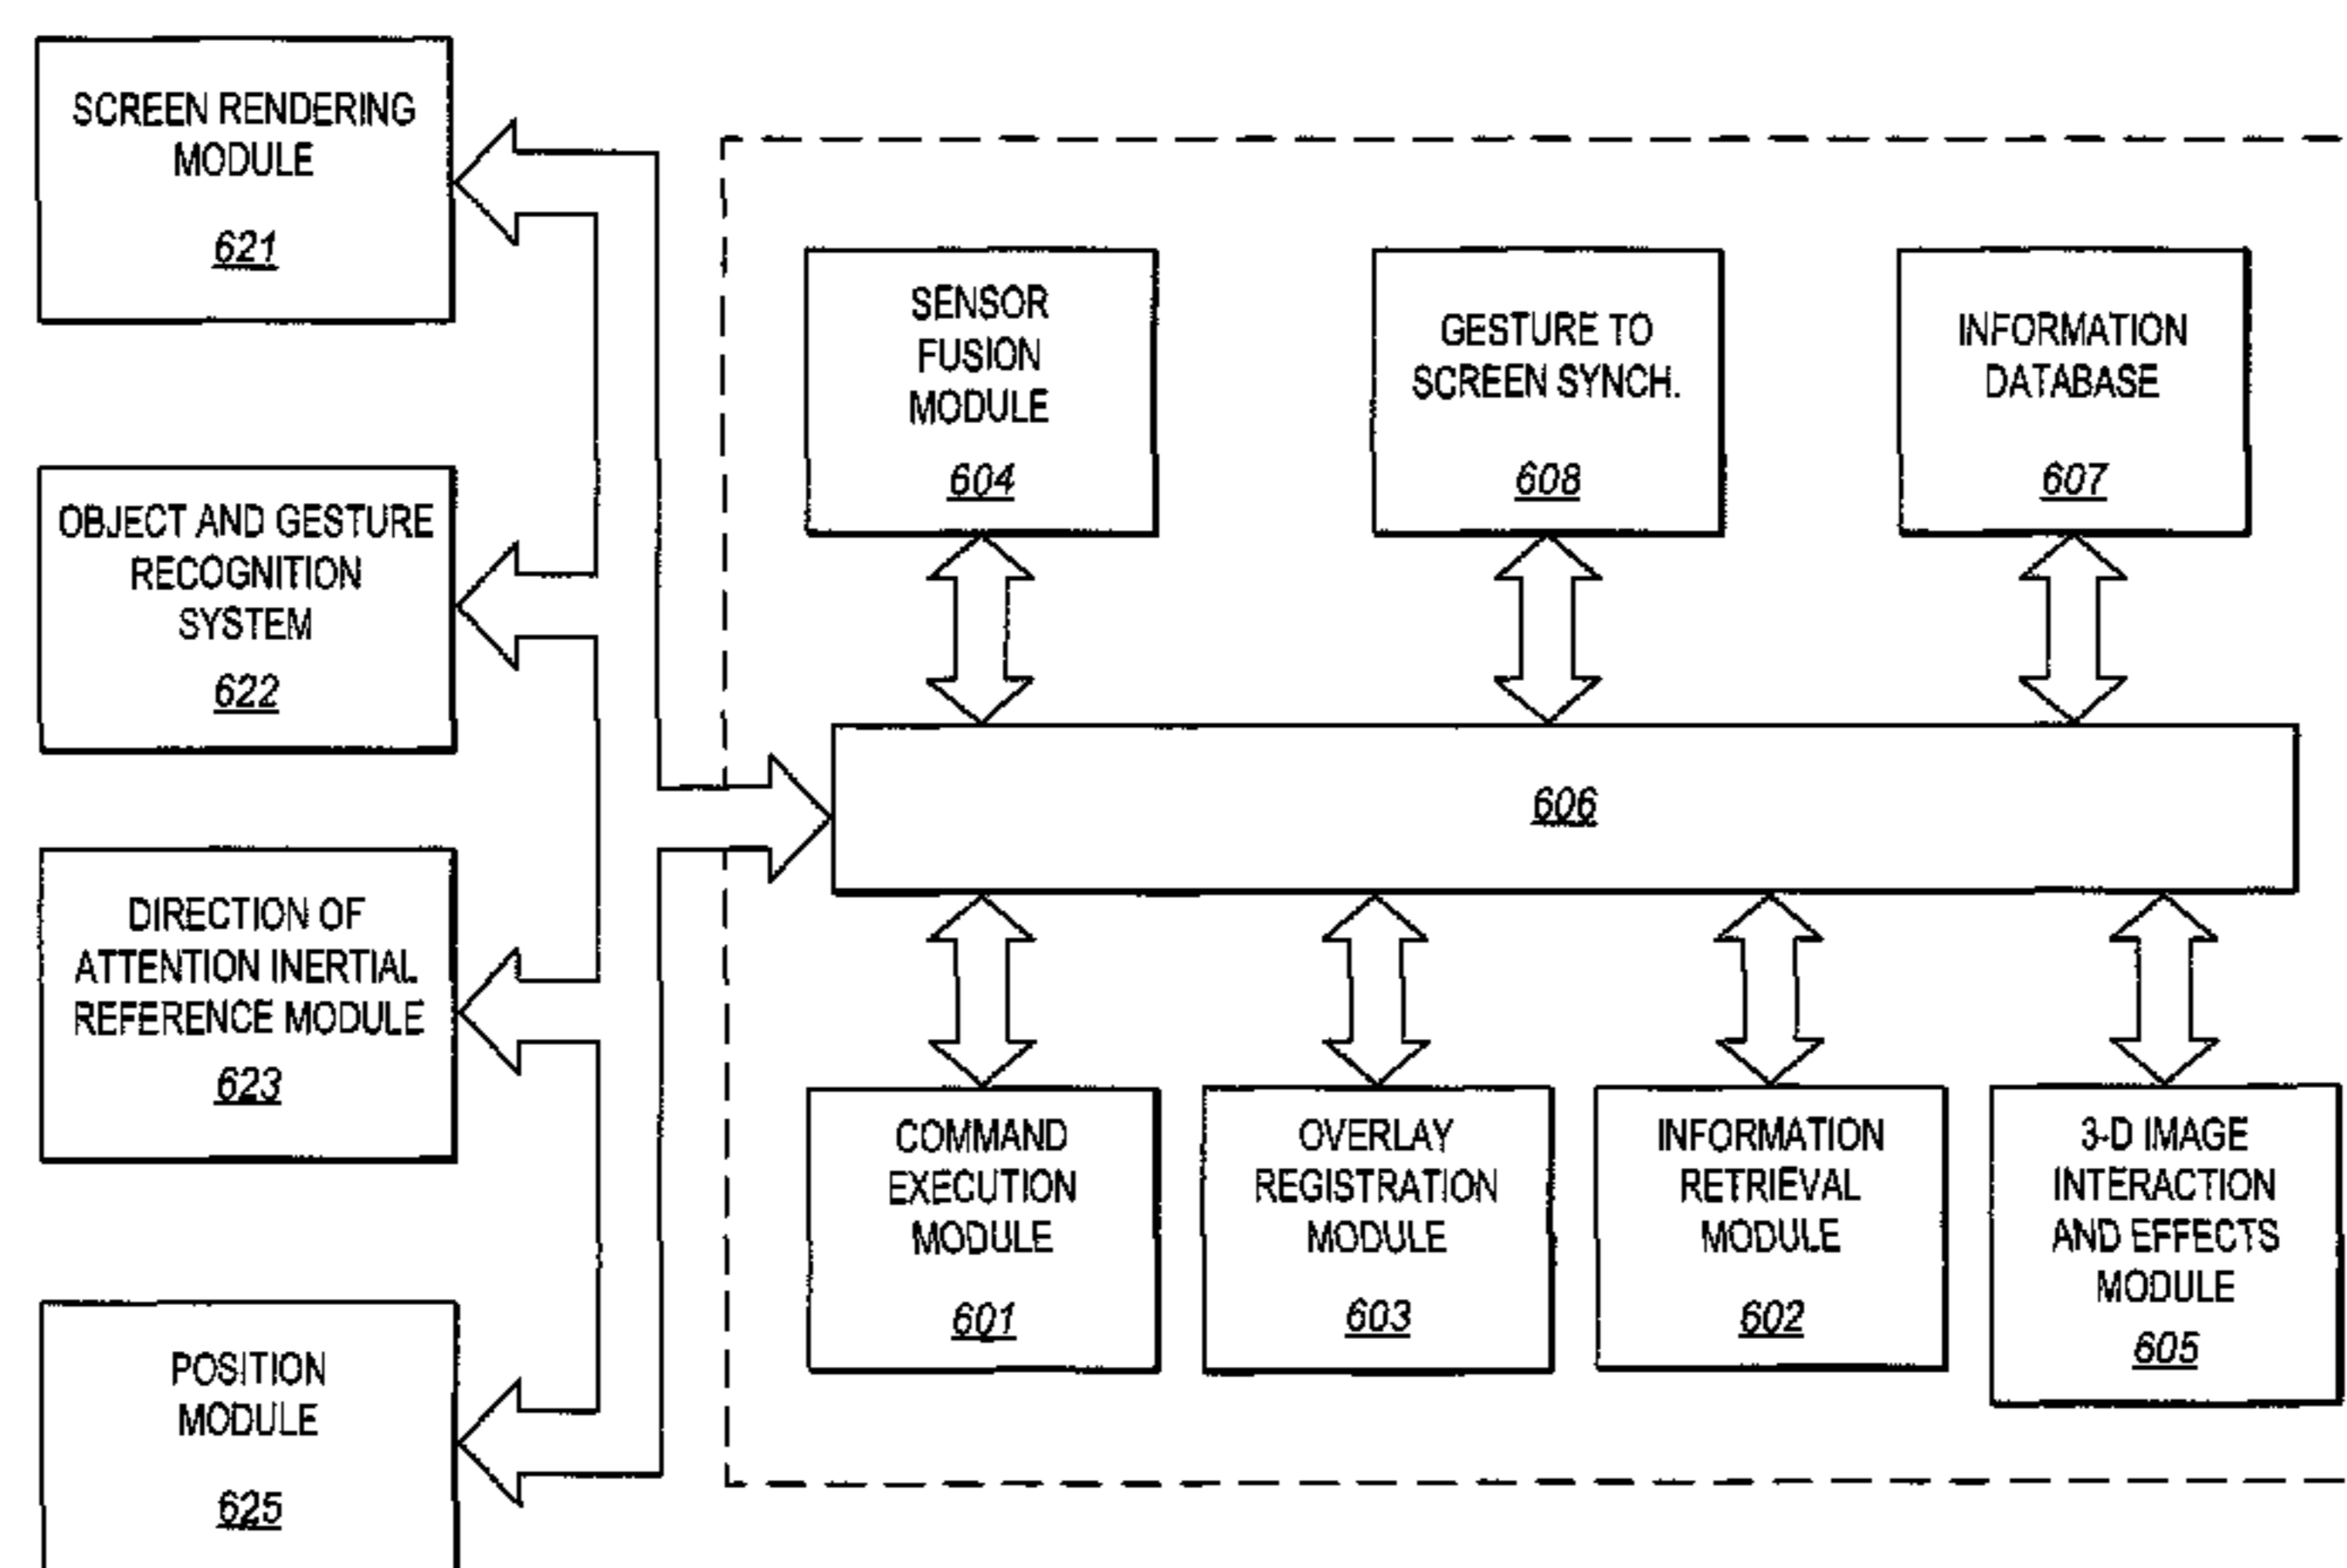 SCREEN RENDERING
MODULE
621
OBJECT AND GESTURE
RECOGNITION
SYSTEM
622
DIRECTION OF
ATTENTION INERTIAL
REFERENCE MODULE
623
POSITION
MODULE
625
SENSOR
FUSION
MODULE
604
GESTURE TO
SCREEN SYNCH.
608
INFORMATION
DATABASE
607
606
COMMAND
EXECUTION
MODULE
601
OVERLAY
REGISTRATION
MODULE
603
INFORMATION
RETRIEVAL
MODULE
602
3-D IMAGE
INTERACTION
AND EFFECTS
MODULE
605